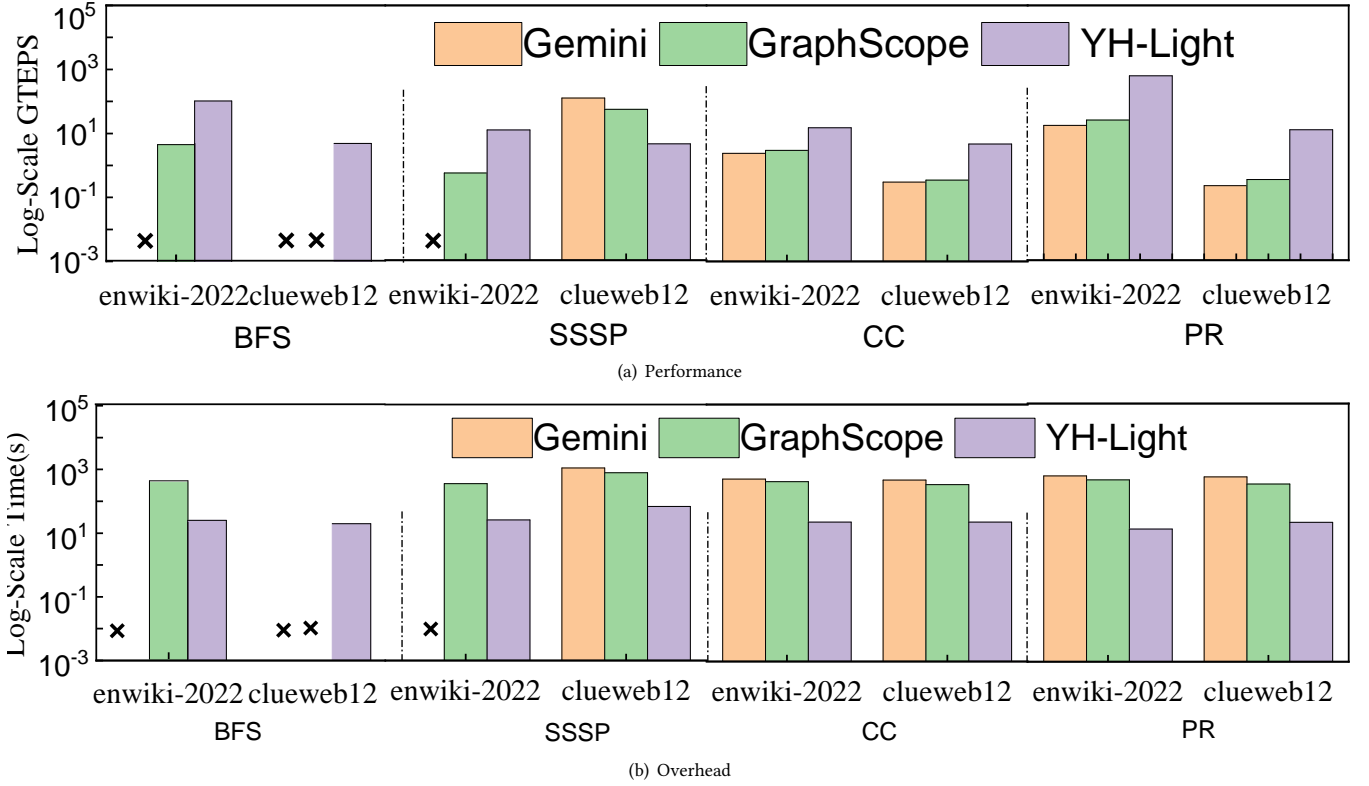 10^5
Gemini GraphScope YH-Light
10^3
10^1
10^-1
10^-3
Log-Scale GTEPS
enwiki-2022 clueweb12 enwiki-2022 clueweb12 enwiki-2022 clueweb12 enwiki-2022 clueweb12
BFS SSSP CC PR
(a) Performance
10^5
Gemini GraphScope YH-Light
10^3
10^1
10^-1
10^-3
Log-Scale Time(s)
enwiki-2022 clueweb12 enwiki-2022 clueweb12 enwiki-2022 clueweb12 enwiki-2022 clueweb12
BFS SSSP CC PR
(b) Overhead